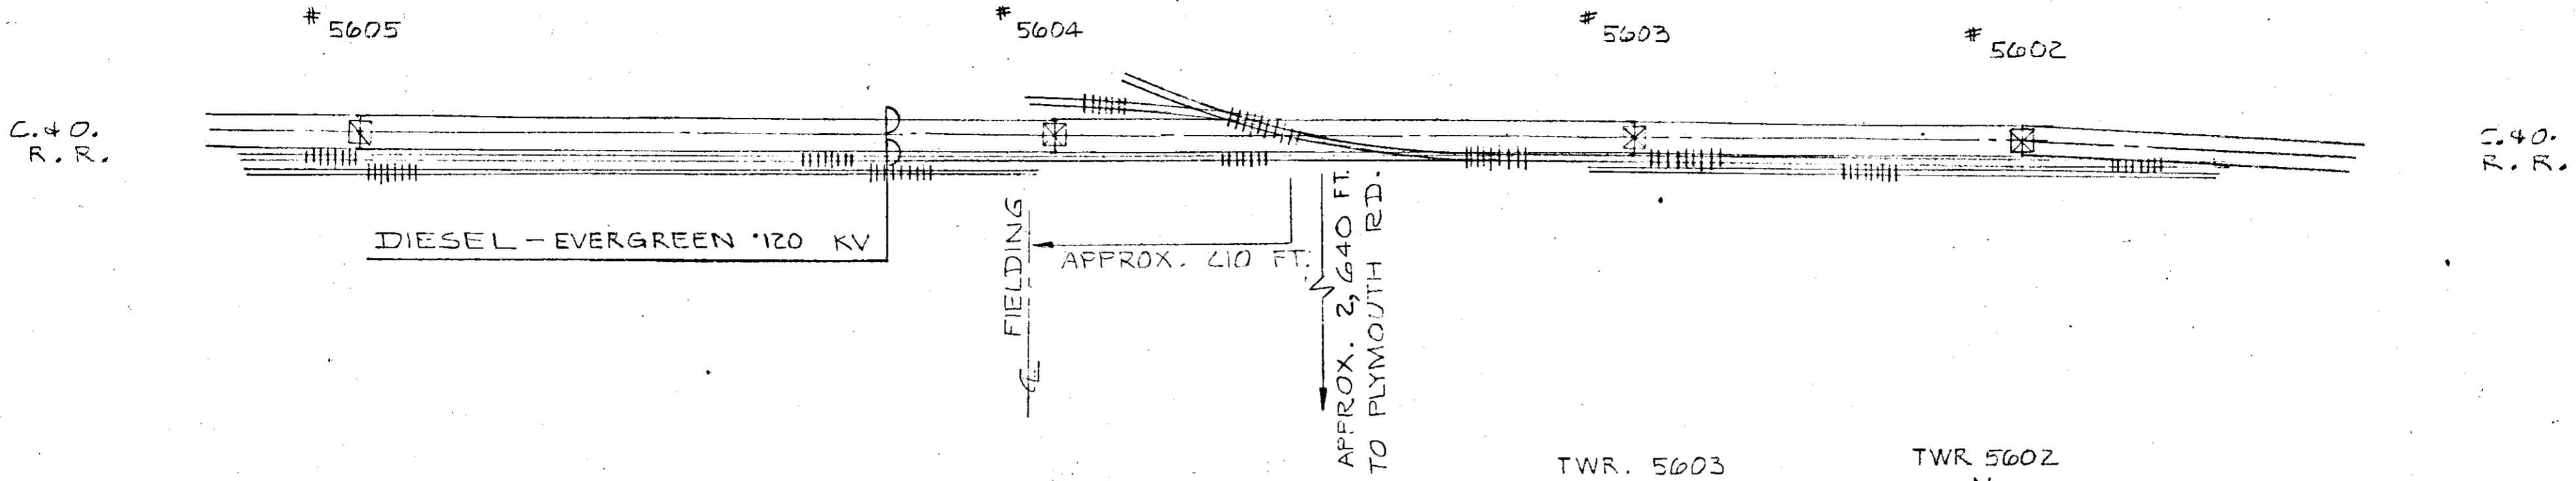 # 5605
# 5604
# 5603
# 5602
C. & O.
R. R.
C. & O.
R. R.
DIESEL - EVERGREEN 120 KV
FIELDING
℄
APPROX. 210 FT.
APPROX. 2,640 FT.
TO PLYMOUTH RD.
TWR. 5603
TWR 5602